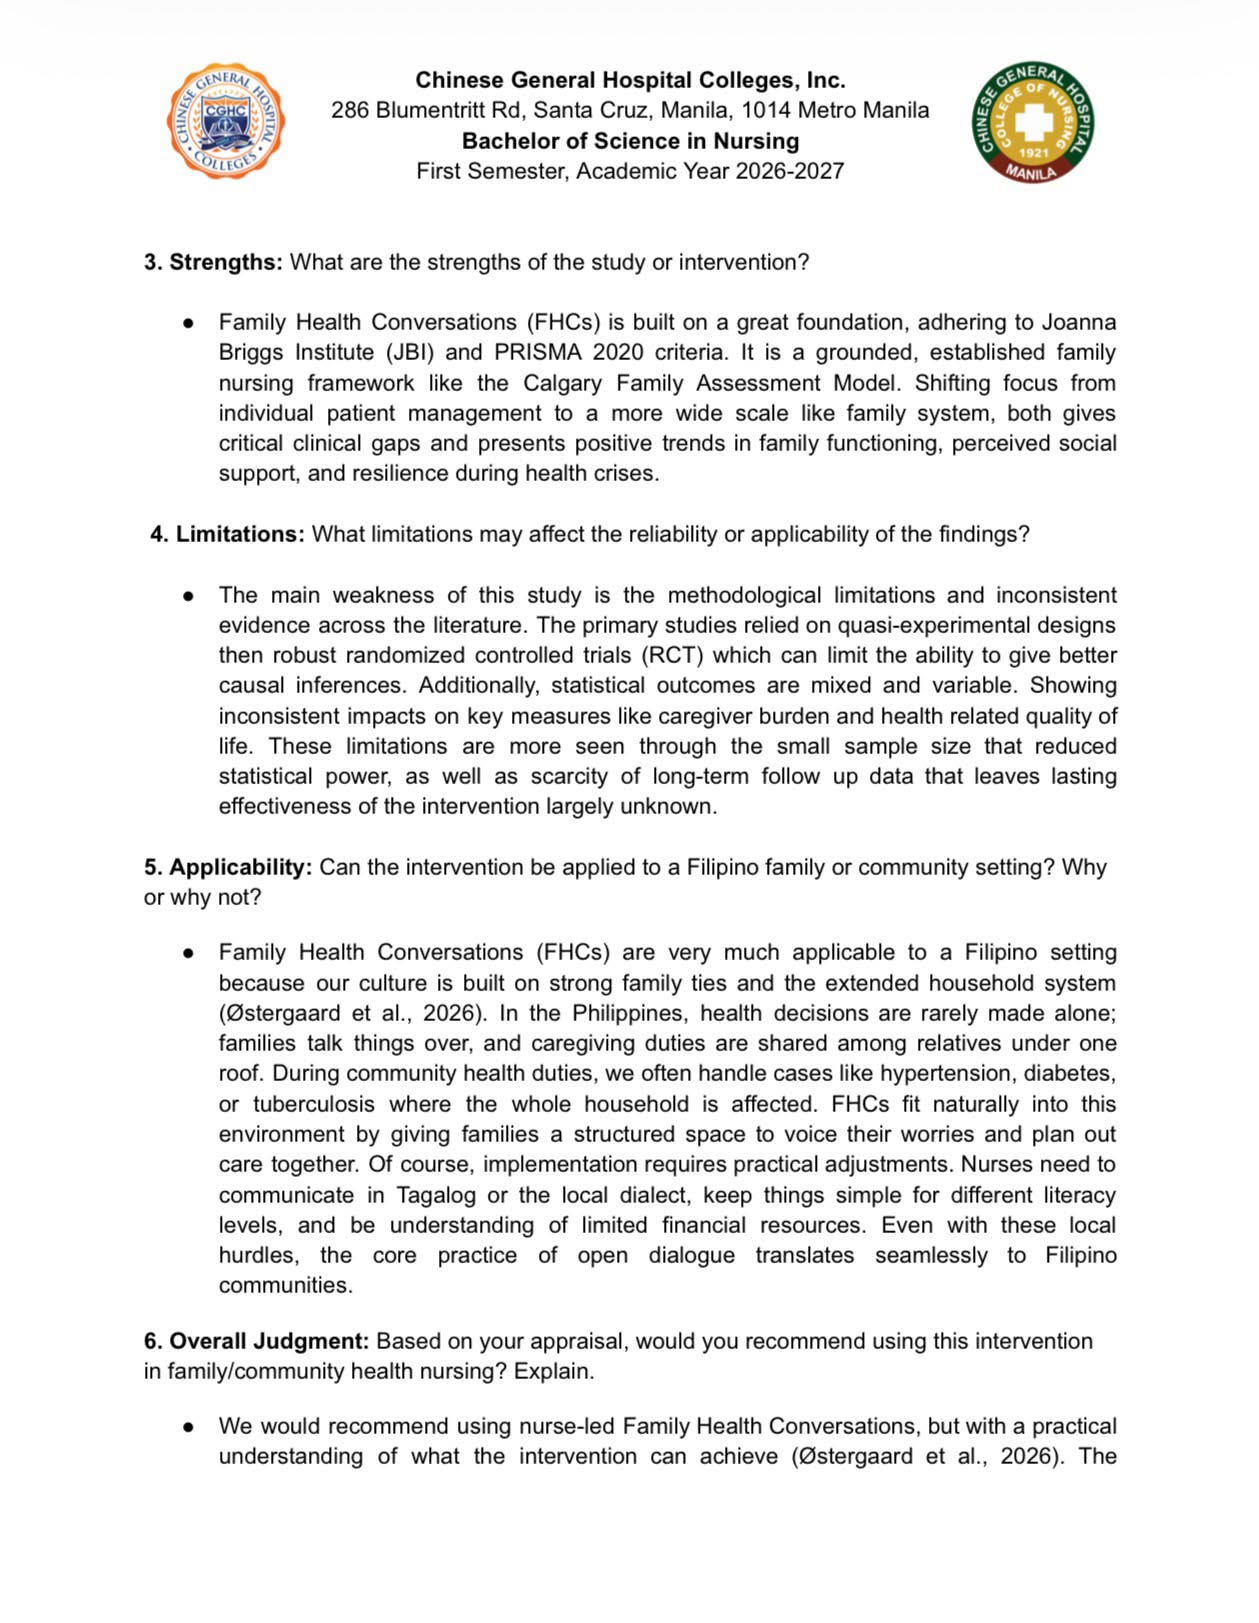 CHINESE GENERAL HOSPITAL
CGHC
• COLLEGES •
Chinese General Hospital Colleges, Inc.
286 Blumentritt Rd, Santa Cruz, Manila, 1014 Metro Manila
Bachelor of Science in Nursing
First Semester, Academic Year 2026-2027
CHINESE GENERAL HOSPITAL
COLLEGE OF NURSING
1921
MANILA
3. Strengths: What are the strengths of the study or intervention?
● Family Health Conversations (FHCs) is built on a great foundation, adhering to Joanna
Briggs Institute (JBI) and PRISMA 2020 criteria. It is a grounded, established family
nursing framework like the Calgary Family Assessment Model. Shifting focus from
individual patient management to a more wide scale like family system, both gives
critical clinical gaps and presents positive trends in family functioning, perceived social
support, and resilience during health crises.
4. Limitations: What limitations may affect the reliability or applicability of the findings?
● The main weakness of this study is the methodological limitations and inconsistent
evidence across the literature. The primary studies relied on quasi-experimental designs
then robust randomized controlled trials (RCT) which can limit the ability to give better
causal inferences. Additionally, statistical outcomes are mixed and variable. Showing
inconsistent impacts on key measures like caregiver burden and health related quality of
life. These limitations are more seen through the small sample size that reduced
statistical power, as well as scarcity of long-term follow up data that leaves lasting
effectiveness of the intervention largely unknown.
5. Applicability: Can the intervention be applied to a Filipino family or community setting? Why
or why not?
● Family Health Conversations (FHCs) are very much applicable to a Filipino setting
because our culture is built on strong family ties and the extended household system
(Østergaard et al., 2026). In the Philippines, health decisions are rarely made alone;
families talk things over, and caregiving duties are shared among relatives under one
roof. During community health duties, we often handle cases like hypertension, diabetes,
or tuberculosis where the whole household is affected. FHCs fit naturally into this
environment by giving families a structured space to voice their worries and plan out
care together. Of course, implementation requires practical adjustments. Nurses need to
communicate in Tagalog or the local dialect, keep things simple for different literacy
levels, and be understanding of limited financial resources. Even with these local
hurdles, the core practice of open dialogue translates seamlessly to Filipino
communities.
6. Overall Judgment: Based on your appraisal, would you recommend using this intervention
in family/community health nursing? Explain.
● We would recommend using nurse-led Family Health Conversations, but with a practical
understanding of what the intervention can achieve (Østergaard et al., 2026). The